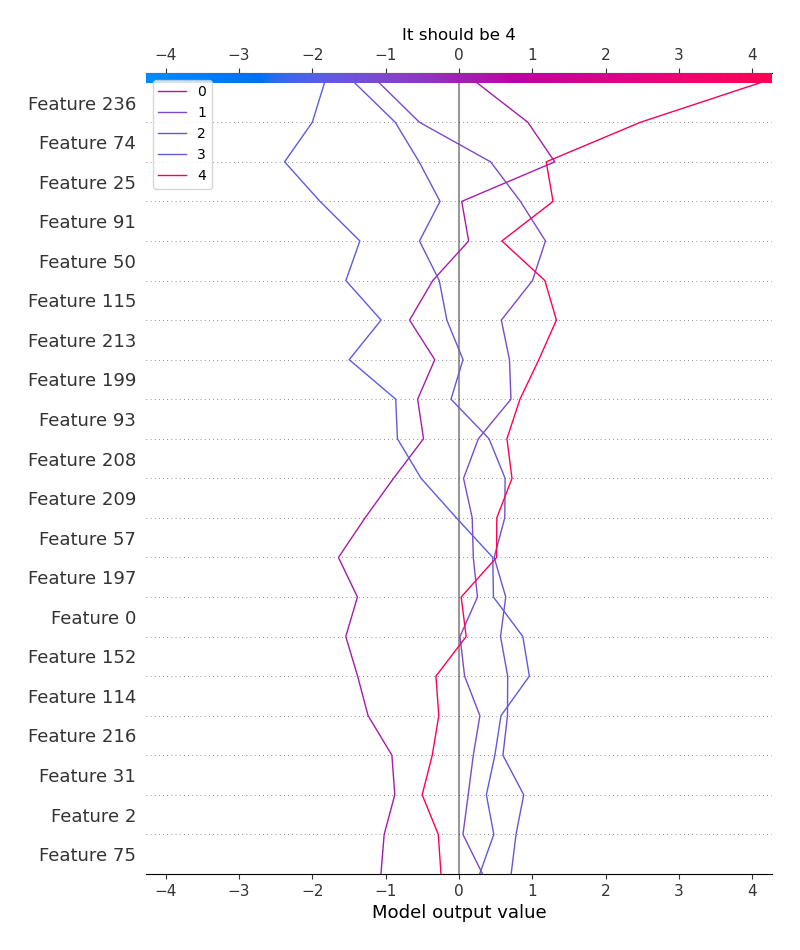 It should be 4
−4 −3 −2 −1 0 1 2 3 4
0
1
2
3
4
Feature 236
Feature 74
Feature 25
Feature 91
Feature 50
Feature 115
Feature 213
Feature 199
Feature 93
Feature 208
Feature 209
Feature 57
Feature 197
Feature 0
Feature 152
Feature 114
Feature 216
Feature 31
Feature 2
Feature 75
−4 −3 −2 −1 0 1 2 3 4
Model output value